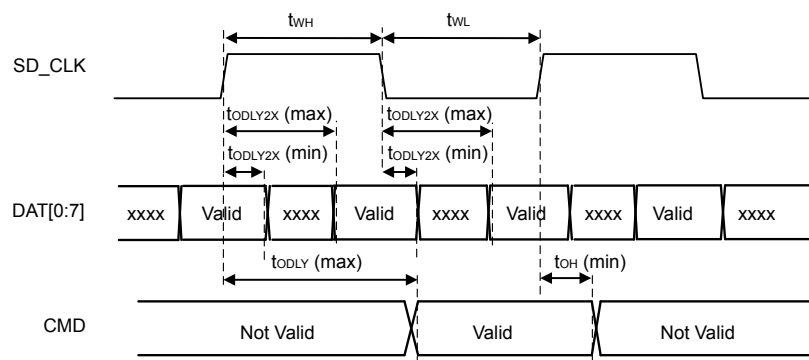 tWH tWL
SD_CLK
tODLY2X (max) tODLY2X (max)
tODLY2X (min) tODLY2X (min)
DAT[0:7] xxxx Valid xxxx Valid xxxx Valid xxxx Valid xxxx
tODLY (max) tOH (min)
CMD Not Valid Valid Not Valid